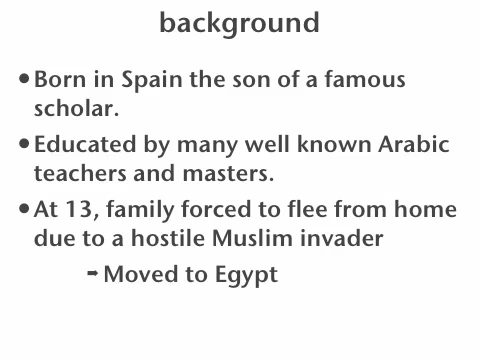 background
• Born in Spain the son of a famous
scholar.
• Educated by many well known Arabic
teachers and masters.
• At 13, family forced to flee from home
due to a hostile Muslim invader
➡ Moved to Egypt